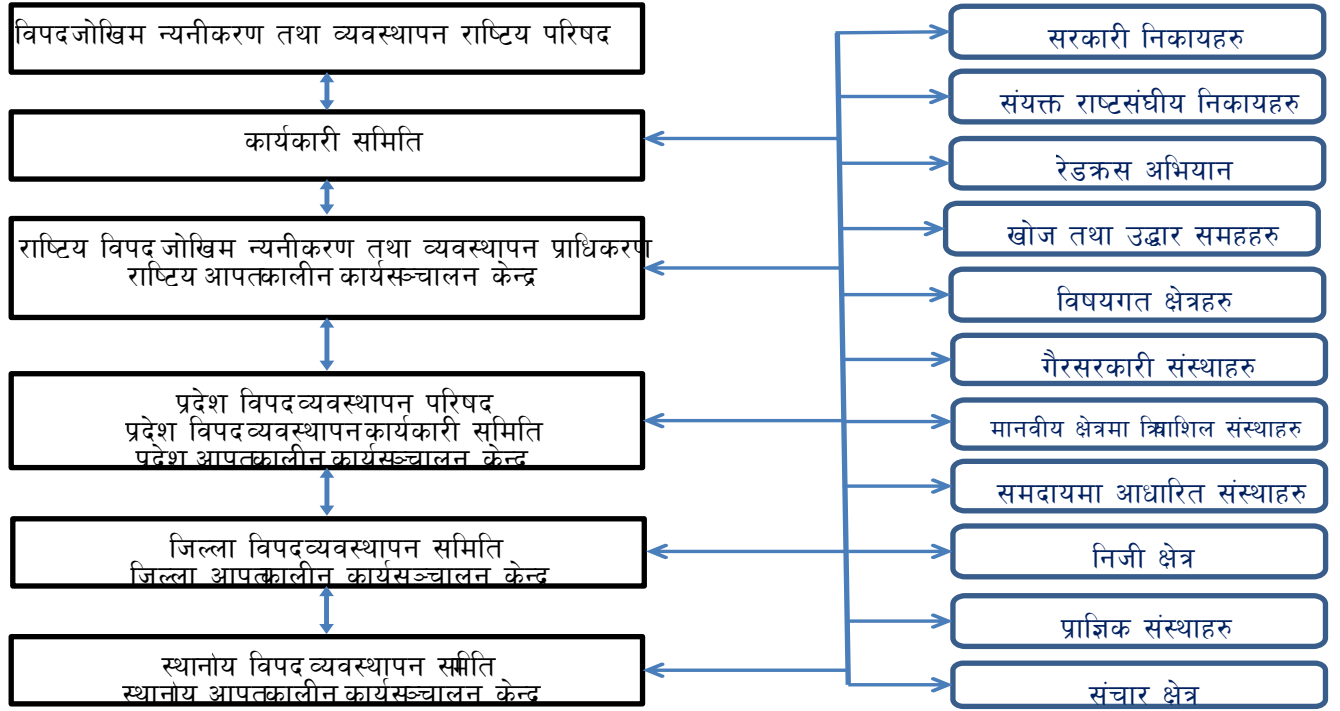 विपद जोखिम न्यनीकरण तथा व्यवस्थापन राष्टिय परिषद
कार्यकारी समिति
राष्टिय विपद जोखिम न्यनीकरण तथा व्यवस्थापन प्राधिकरण
राष्टिय आपतकालीन कार्यसञ्चालन केन्द्र
प्रदेश विपद व्यवस्थापन परिषद
प्रदेश विपद व्यवस्थापन कार्यकारी समिति
प्रदेश आपतकालीन कार्यसञ्चालन केन्द्र
जिल्ला विपद व्यवस्थापन समिति
जिल्ला आपतकालीन कार्यसञ्चालन केन्द्र
स्थानीय विपद व्यवस्थापन समिति
स्थानीय आपतकालीन कार्यसञ्चालन केन्द्र
सरकारी निकायहरु
संयक्त राष्टसंघीय निकायहरु
रेडक्रस अभियान
खोज तथा उद्धार समहहरु
विषयगत क्षेत्रहरु
गैरसरकारी संस्थाहरु
मानवीय क्षेत्रमा क्रियाशिल संस्थाहरु
समदायमा आधारित संस्थाहरु
निजी क्षेत्र
प्राज्ञिक संस्थाहरु
संचार क्षेत्र